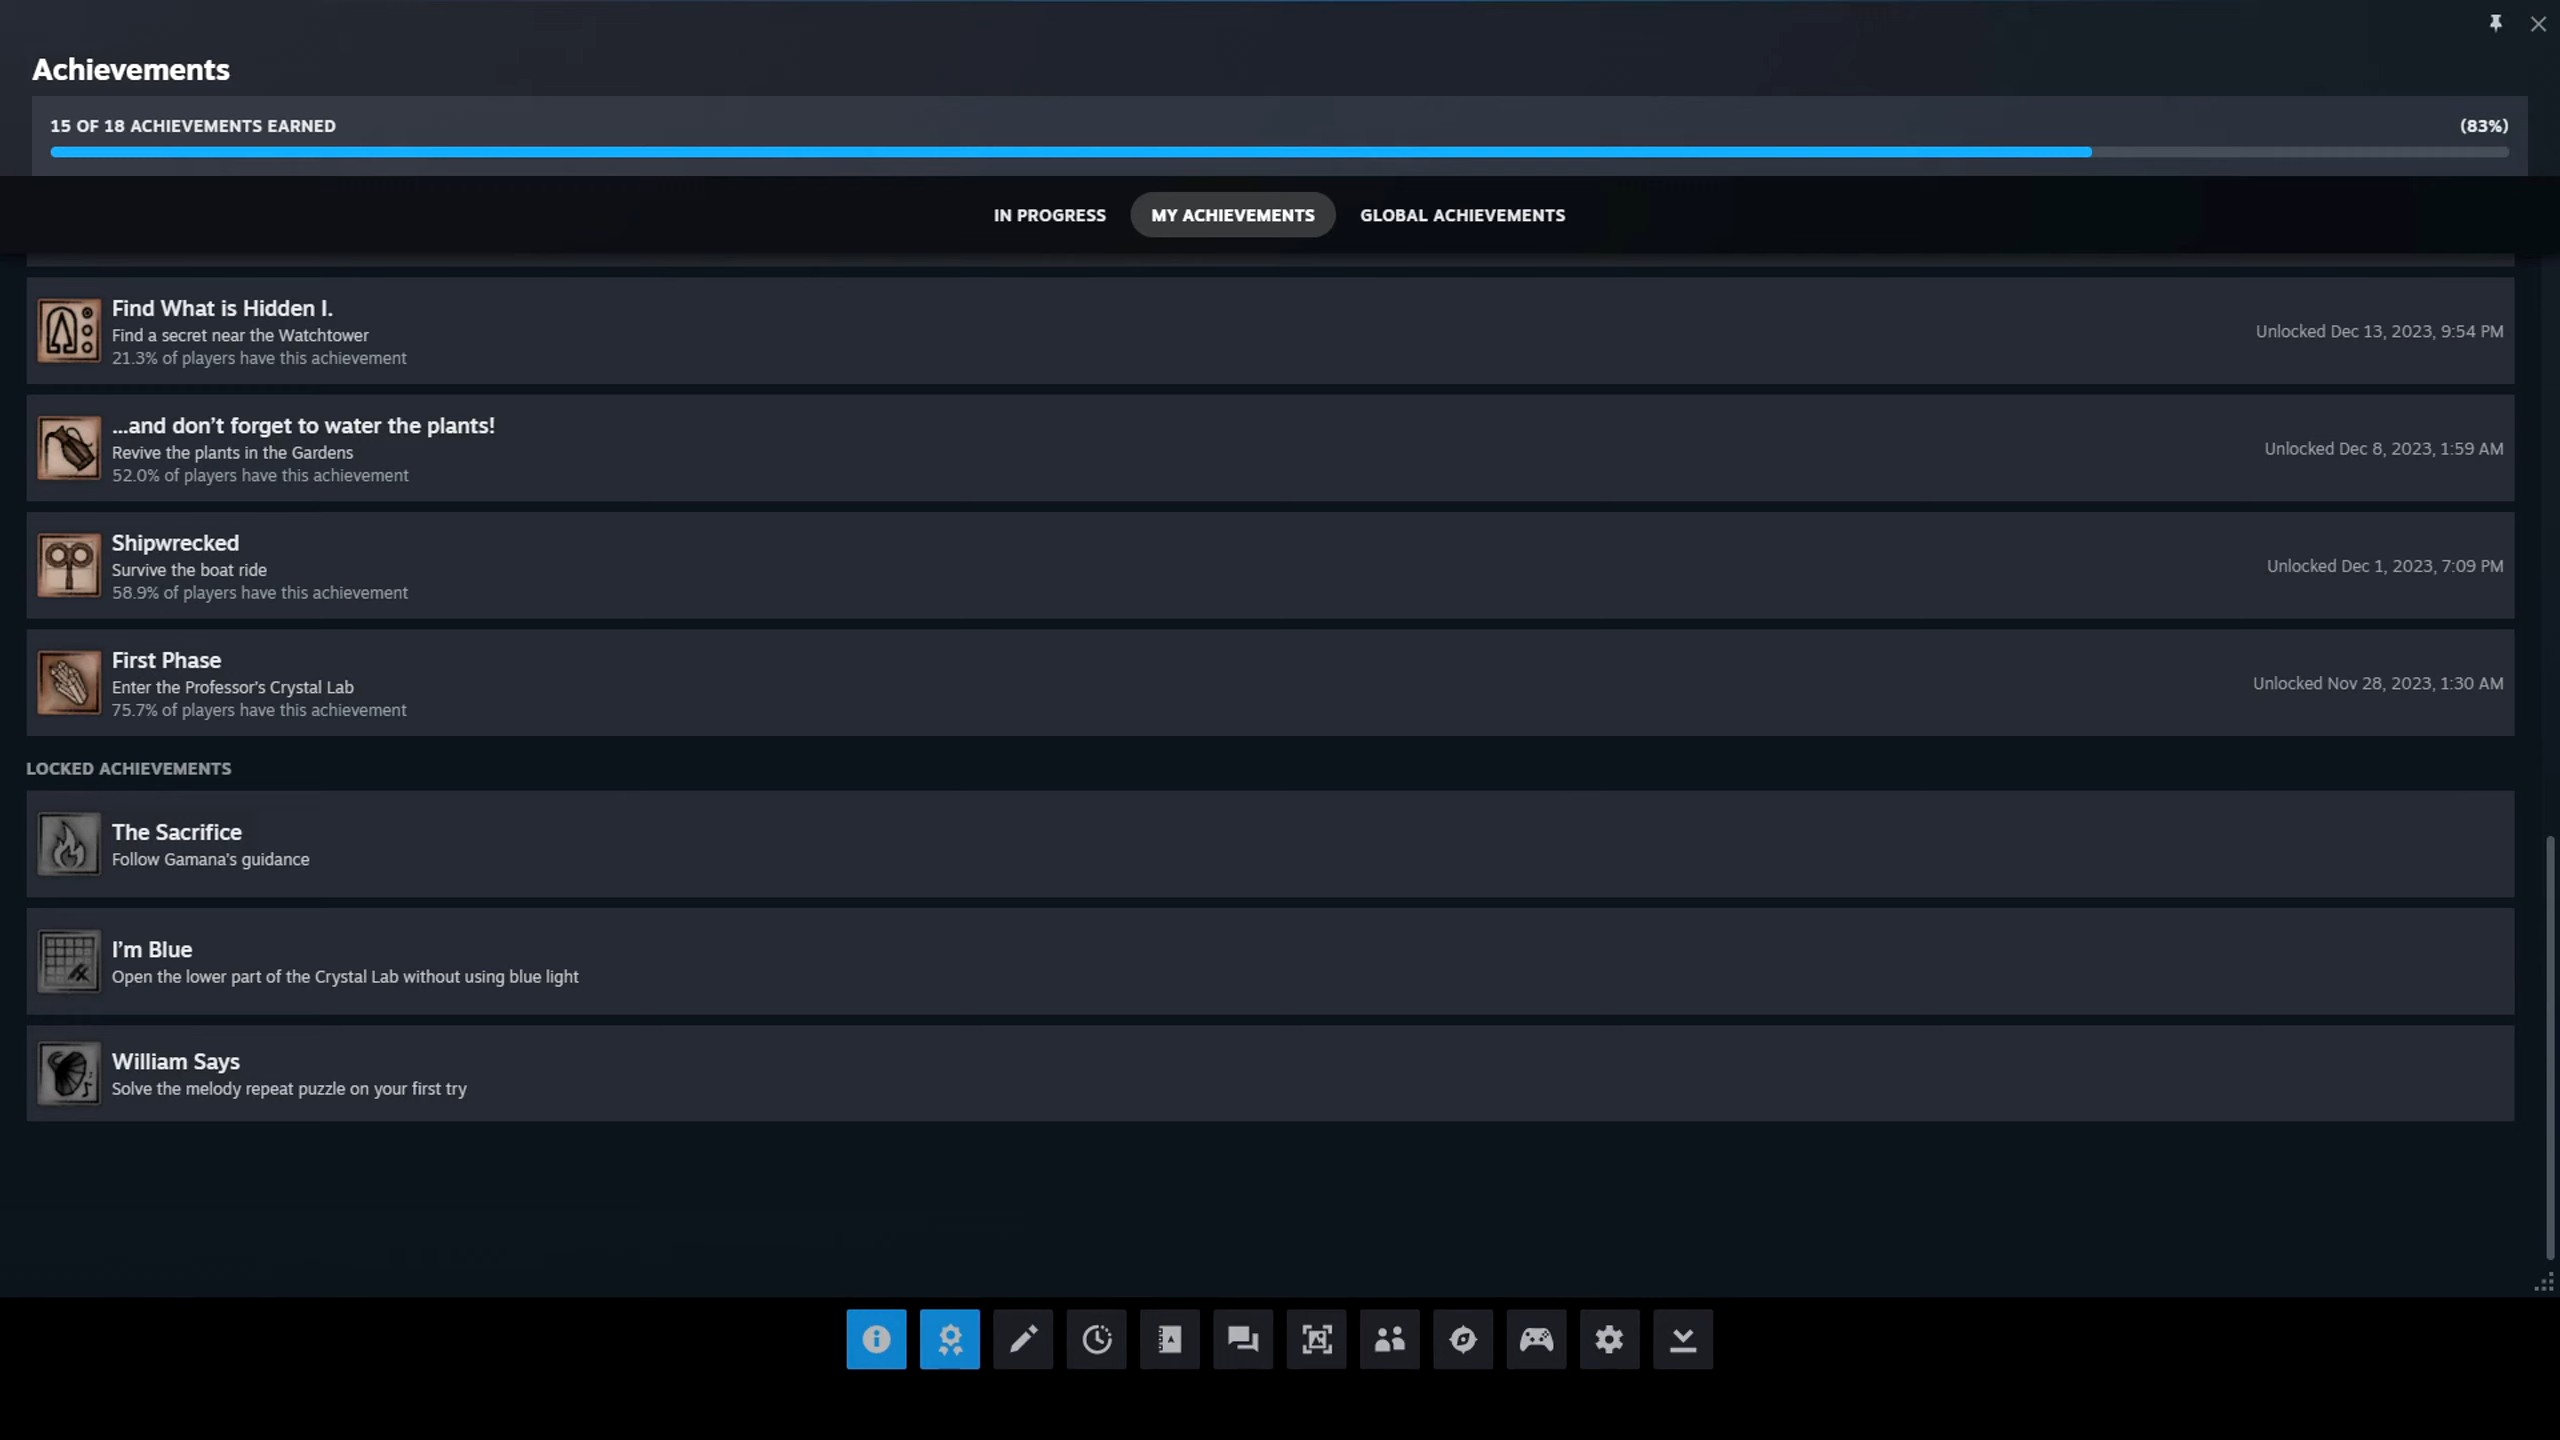 Achievements
15 OF 18 ACHIEVEMENTS EARNED
(83%)
IN PROGRESS
MY ACHIEVEMENTS
GLOBAL ACHIEVEMENTS
Find What is Hidden I.
Find a secret near the Watchtower
21.3% of players have this achievement
Unlocked Dec 13, 2023, 9:54 PM
...and don't forget to water the plants!
Revive the plants in the Gardens
52.0% of players have this achievement
Unlocked Dec 8, 2023, 1:59 AM
Shipwrecked
Survive the boat ride
58.9% of players have this achievement
Unlocked Dec 1, 2023, 7:09 PM
First Phase
Enter the Professor's Crystal Lab
75.7% of players have this achievement
Unlocked Nov 28, 2023, 1:30 AM
LOCKED ACHIEVEMENTS
The Sacrifice
Follow Gamana's guidance
I'm Blue
Open the lower part of the Crystal Lab without using blue light
William Says
Solve the melody repeat puzzle on your first try